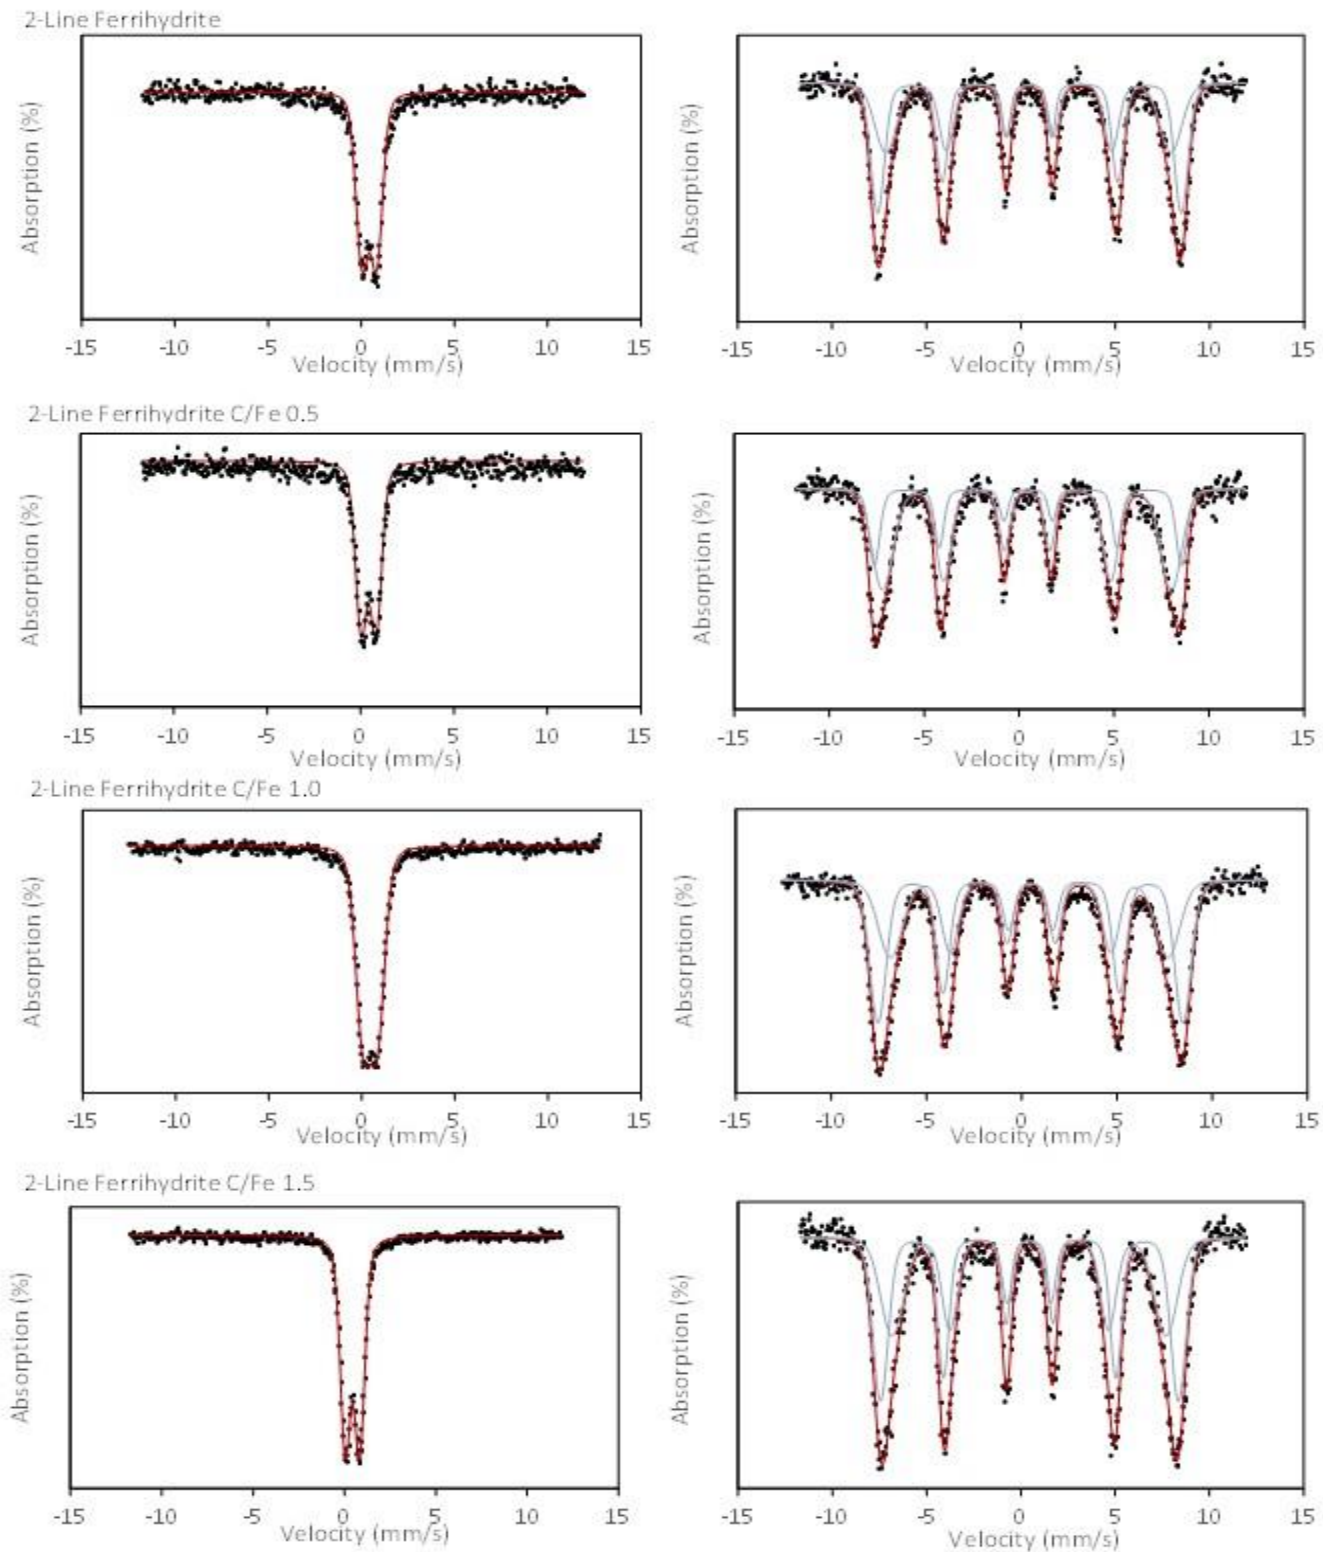 2-Line Ferrihydrite
Absorption (%)
-15 -10 -5 0 5 10 15
Velocity (mm/s)
Absorption (%)
-15 -10 -5 0 5 10 15
Velocity (mm/s)
2-Line Ferrihydrite C/Fe 0.5
Absorption (%)
-15 -10 -5 0 5 10 15
Velocity (mm/s)
Absorption (%)
-15 -10 -5 0 5 10 15
Velocity (mm/s)
2-Line Ferrihydrite C/Fe 1.0
Absorption (%)
-15 -10 -5 0 5 10 15
Velocity (mm/s)
Absorption (%)
-15 -10 -5 0 5 10 15
Velocity (mm/s)
2-Line Ferrihydrite C/Fe 1.5
Absorption (%)
-15 -10 -5 0 5 10 15
Velocity (mm/s)
Absorption (%)
-15 -10 -5 0 5 10 15
Velocity (mm/s)